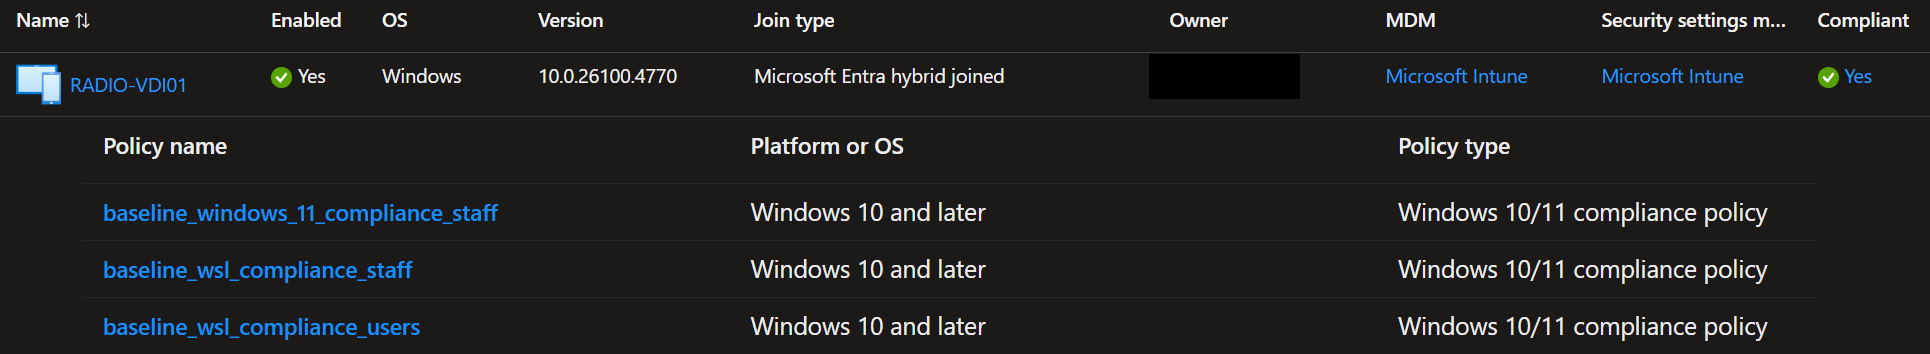 Name ↑↓ Enabled OS Version Join type Owner MDM Security settings m... Compliant
RADIO-VDI01 Yes Windows 10.0.26100.4770 Microsoft Entra hybrid joined Microsoft Intune Microsoft Intune Yes
Policy name Platform or OS Policy type
baseline_windows_11_compliance_staff Windows 10 and later Windows 10/11 compliance policy
baseline_wsl_compliance_staff Windows 10 and later Windows 10/11 compliance policy
baseline_wsl_compliance_users Windows 10 and later Windows 10/11 compliance policy